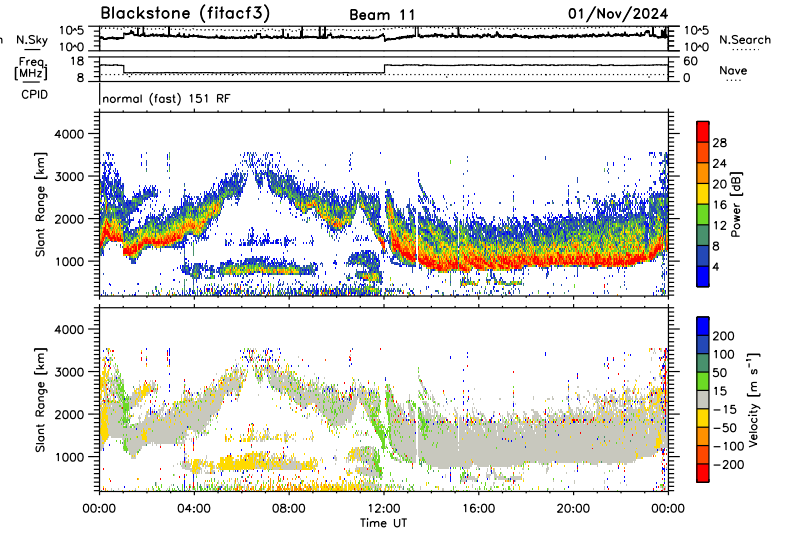 Blackstone (fitacf3) Beam 11 01/Nov/2024
n N.Sky 10^5 10^0 10^5 10^0 N.Search
Freq. [MHz] 18 8 60 0 Nave
CPID normal (fast) 151 RF
Slant Range [km] 4000 3000 2000 1000
28 24 20 16 12 8 4 Power [dB]
Slant Range [km] 4000 3000 2000 1000
200 100 50 15 -15 -50 -100 -200 Velocity [m s⁻¹]
00:00 04:00 08:00 12:00 16:00 20:00 00:00
Time UT